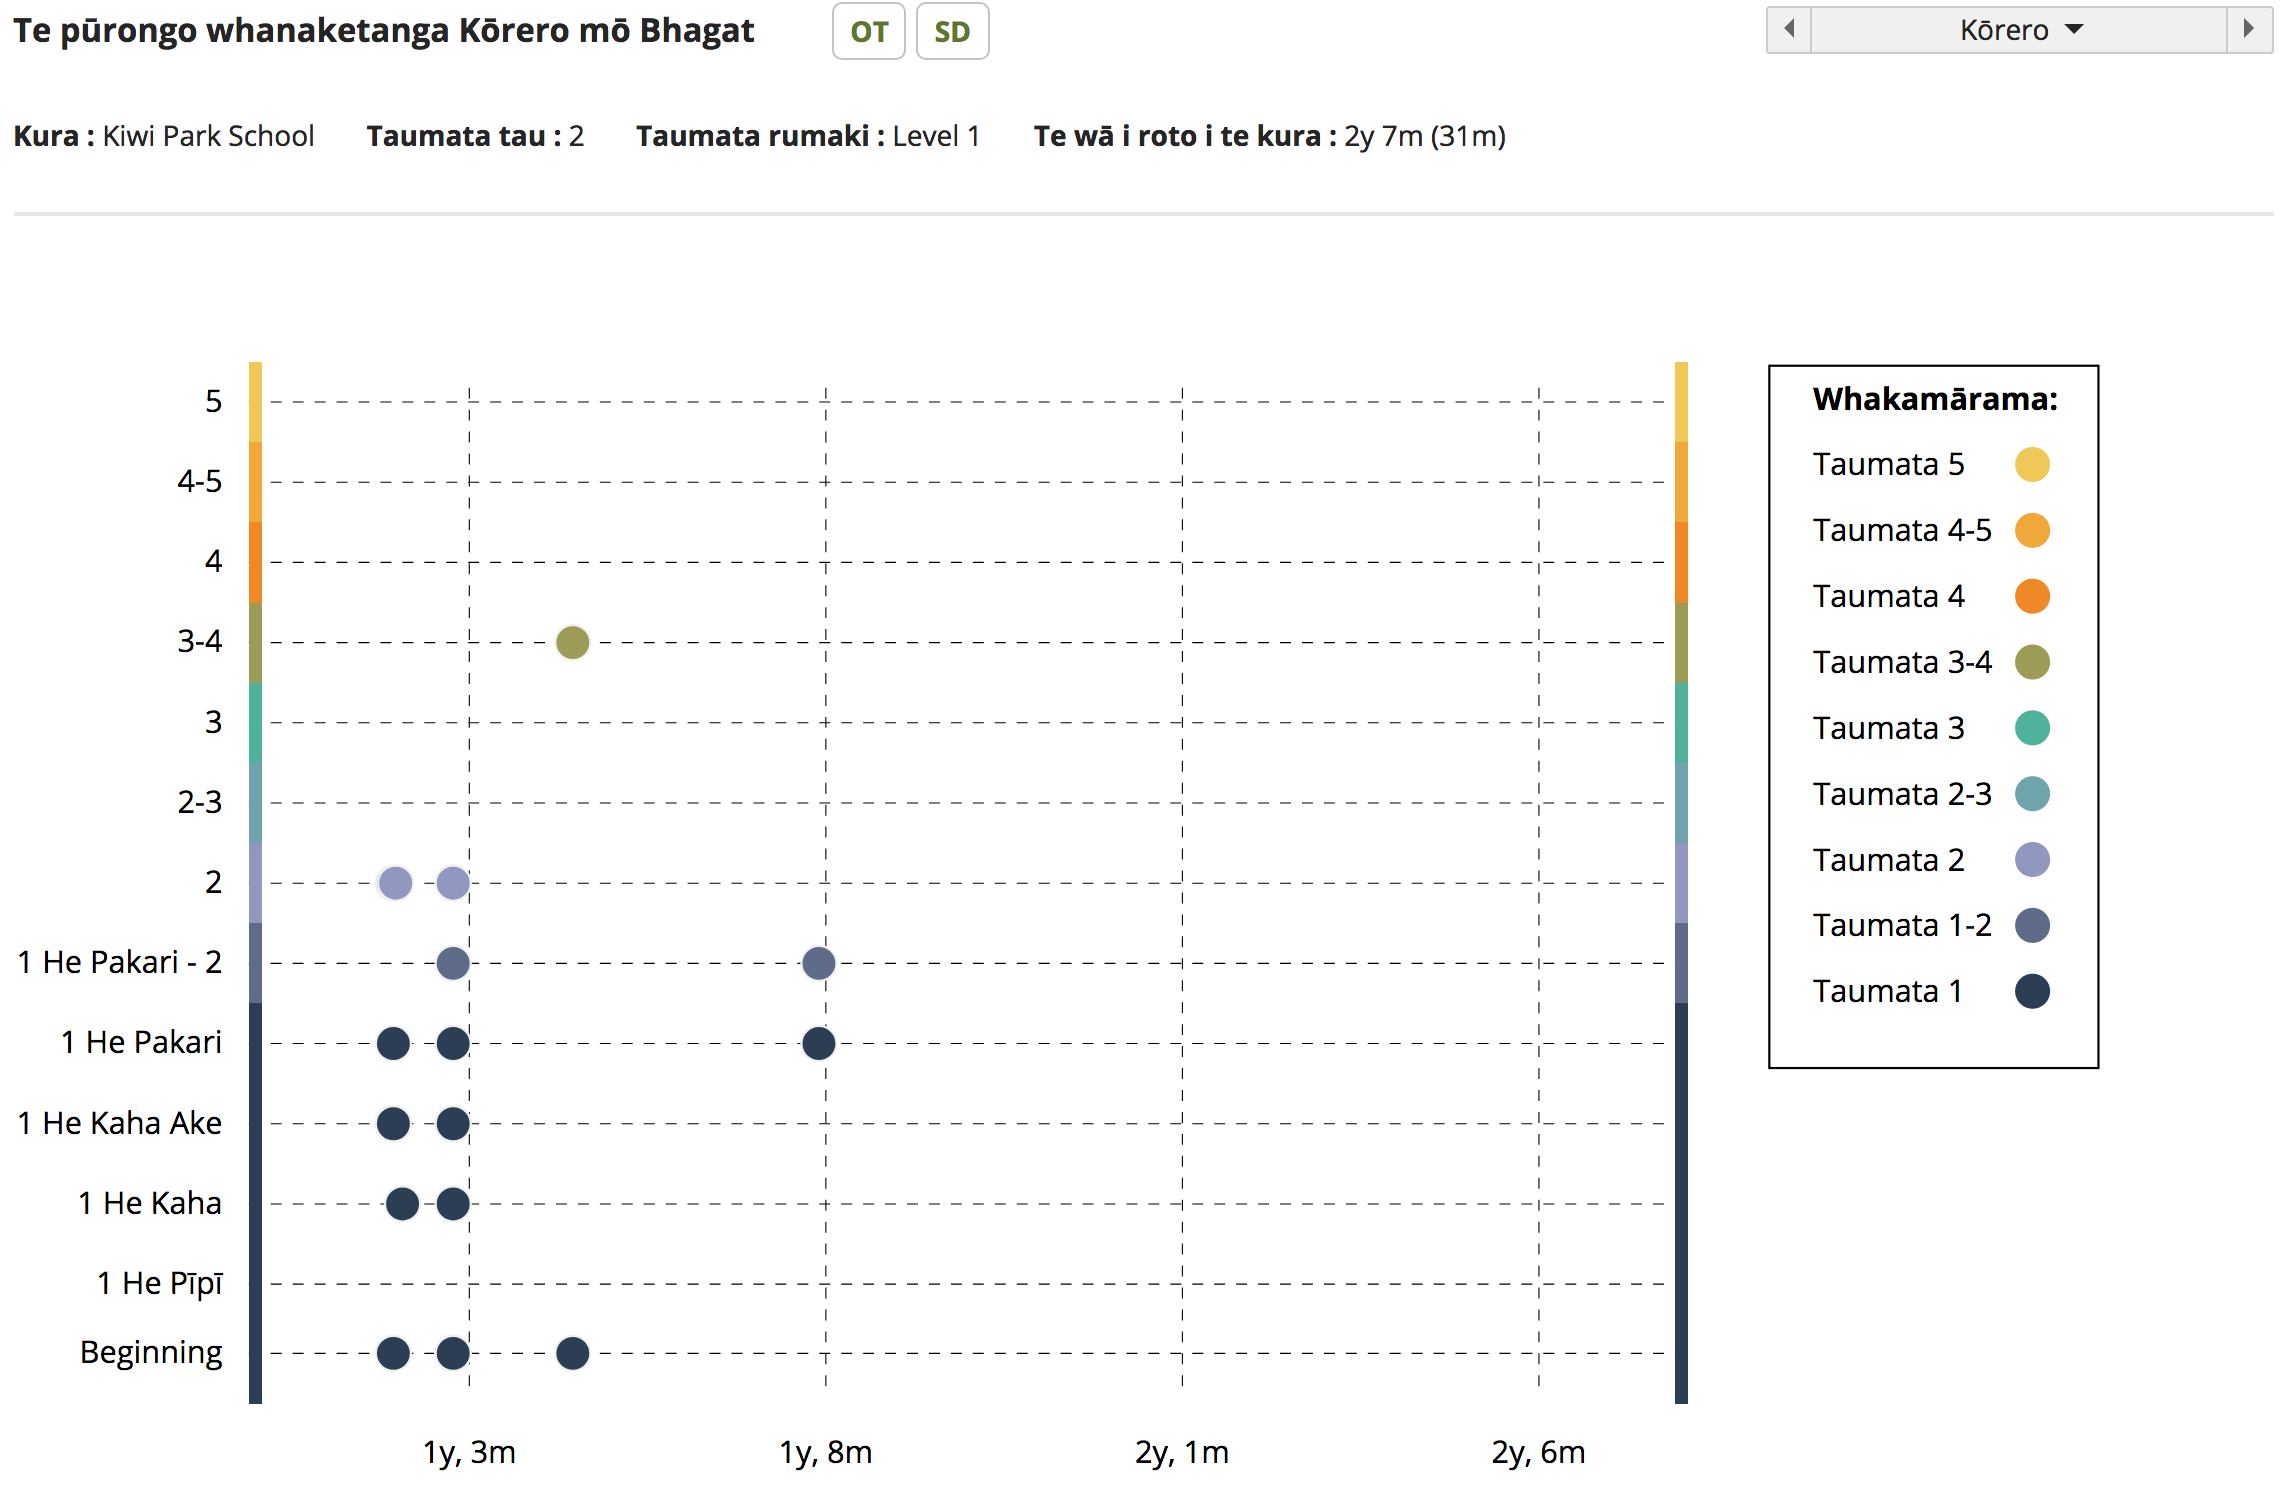 Te pūrongo whanaketanga Kōrero mō Bhagat OT SD Kōrero
Kura : Kiwi Park School Taumata tau : 2 Taumata rumaki : Level 1 Te wā i roto i te kura : 2y 7m (31m)
5
4-5
4
3-4
3
2-3
2
1 He Pakari - 2
1 He Pakari
1 He Kaha Ake
1 He Kaha
1 He Pīpī
Beginning
1y, 3m 1y, 8m 2y, 1m 2y, 6m
Whakamārama:
Taumata 5
Taumata 4-5
Taumata 4
Taumata 3-4
Taumata 3
Taumata 2-3
Taumata 2
Taumata 1-2
Taumata 1